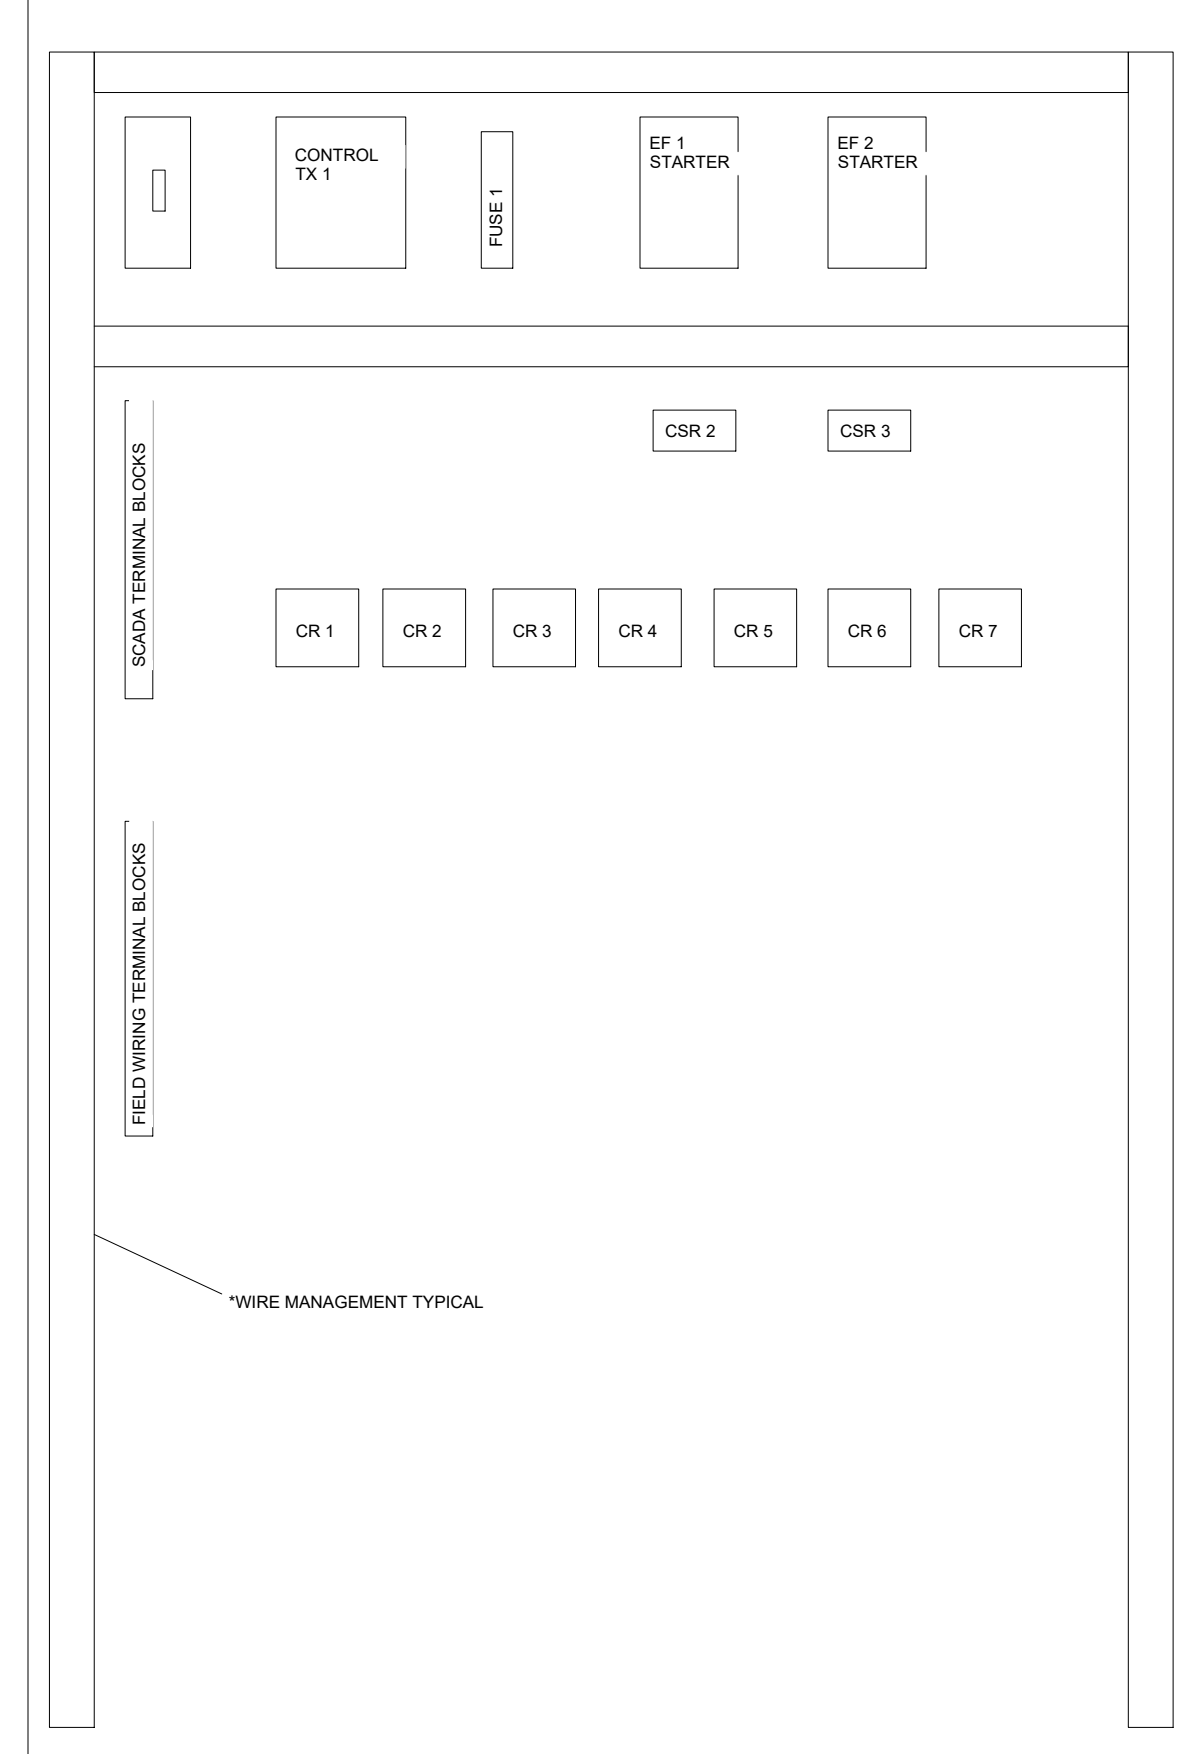 CONTROL
TX 1
FUSE 1
EF 1
STARTER
EF 2
STARTER
SCADA TERMINAL BLOCKS
CSR 2
CSR 3
CR 1
CR 2
CR 3
CR 4
CR 5
CR 6
CR 7
FIELD WIRING TERMINAL BLOCKS
*WIRE MANAGEMENT TYPICAL